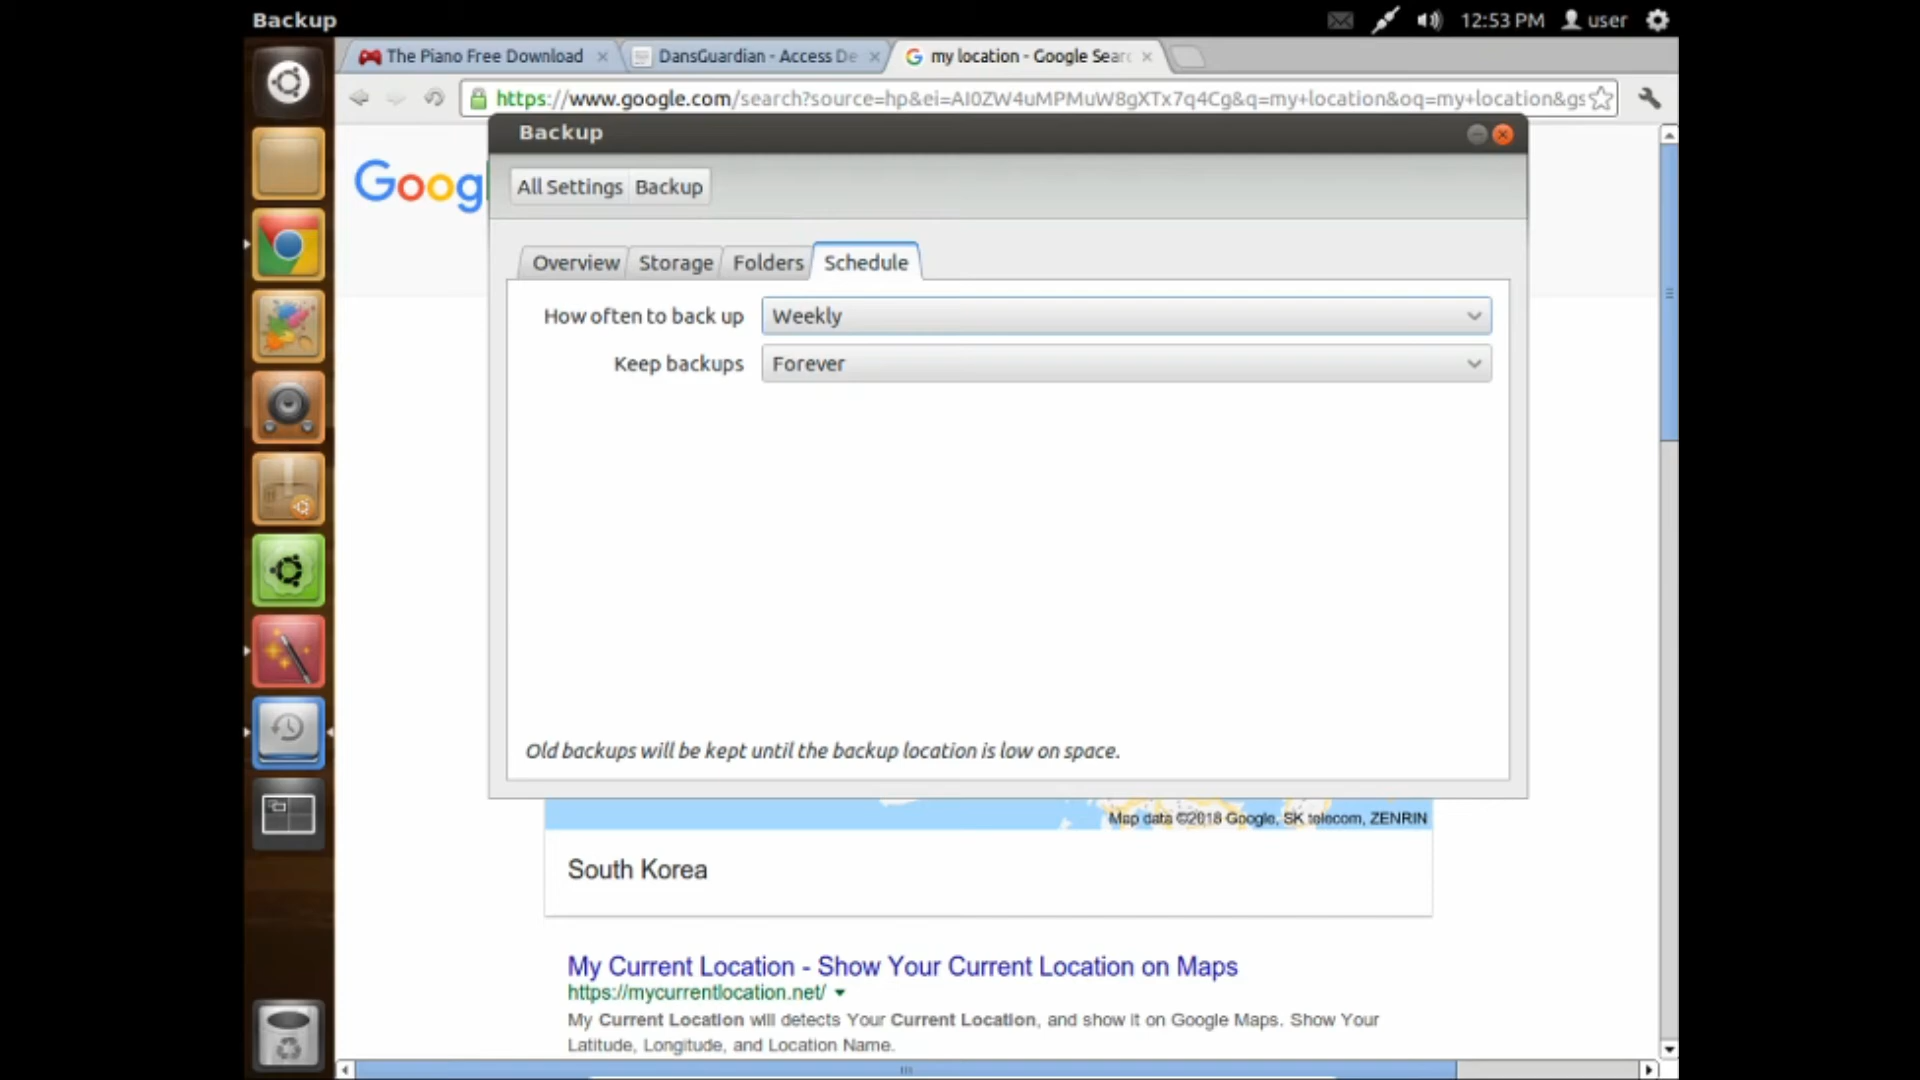 Backup
12:53 PM user
The Piano Free Download
DansGuardian - Access De
my location - Google Sear
https://www.google.com/search?source=hp&ei=AI0ZW4uMPMuW8gXTx7q4Cg&q=my+location&oq=my+location&gs
Backup
Goog
All Settings Backup
Overview Storage Folders Schedule
How often to back up Weekly
Keep backups Forever
Old backups will be kept until the backup location is low on space.
Map data ©2018 Google, SK telecom, ZENRIN
South Korea
My Current Location - Show Your Current Location on Maps
https://mycurrentlocation.net/
My Current Location will detects Your Current Location, and show it on Google Maps. Show Your
Latitude, Longitude, and Location Name.